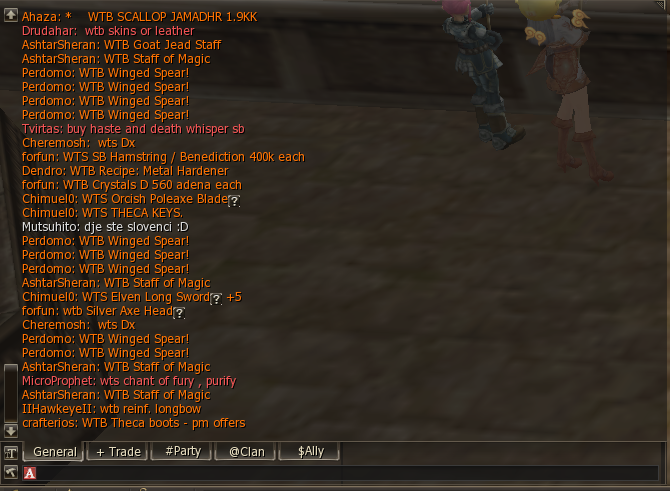 Ahaza: * WTB SCALLOP JAMADHR 1.9KK
Drudahar: wtb skins or leather
AshtarSheran: WTB Goat Jead Staff
AshtarSheran: WTB Staff of Magic
Perdomo: WTB Winged Spear!
Perdomo: WTB Winged Spear!
Perdomo: WTB Winged Spear!
Perdomo: WTB Winged Spear!
Tvirtas: buy haste and death whisper sb
Cheremosh: wts Dx
forfun: WTS SB Hamstring / Benediction 400k each
Dendro: WTB Recipe: Metal Hardener
forfun: WTB Crystals D 560 adena each
Chimuel0: WTS Orcish Poleaxe Blade?
Chimuel0: WTS THECA KEYS.
Mutsuhito: dje ste slovenci :D
Perdomo: WTB Winged Spear!
Perdomo: WTB Winged Spear!
Perdomo: WTB Winged Spear!
AshtarSheran: WTB Staff of Magic
Chimuel0: WTS Elven Long Sword? +5
forfun: wtb Silver Axe Head?
Cheremosh: wts Dx
Perdomo: WTB Winged Spear!
Perdomo: WTB Winged Spear!
AshtarSheran: WTB Staff of Magic
MicroProphet: wts chant of fury , purify
AshtarSheran: WTB Staff of Magic
IIHawkeyeII: wtb reinf. longbow
crafterios: WTB Theca boots - pm offers
T General + Trade #Party @Clan $Ally
A